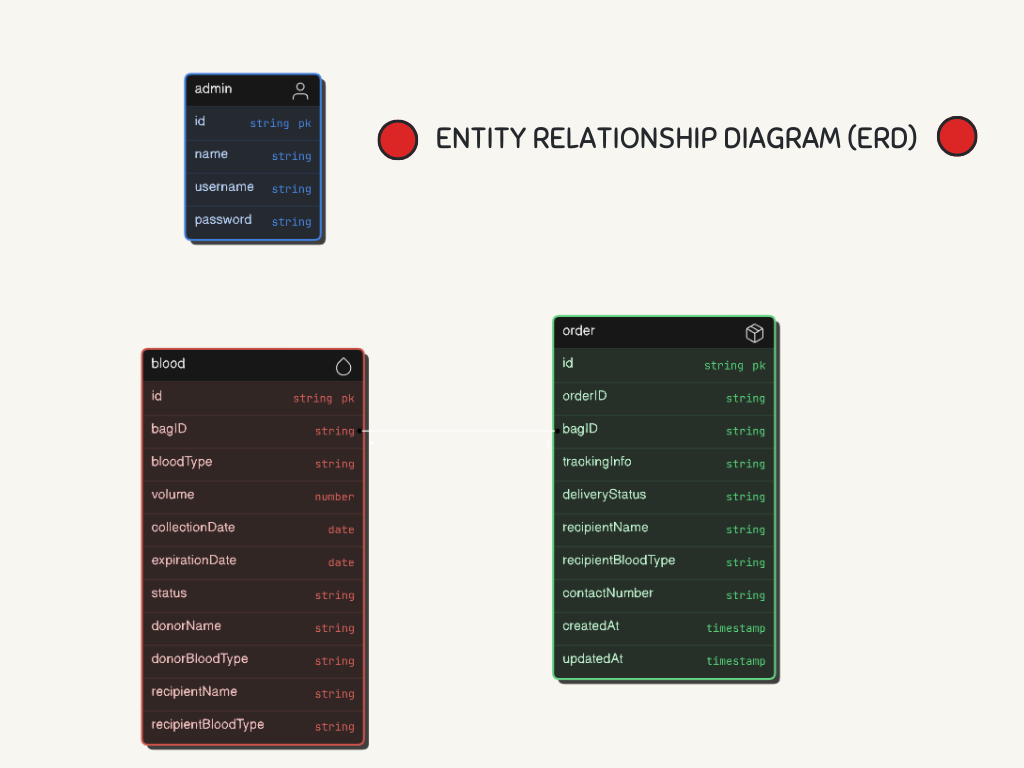 admin
id string pk
name string
username string
password string
ENTITY RELATIONSHIP DIAGRAM (ERD)
blood
id string pk
bagID string
bloodType string
volume number
collectionDate date
expirationDate date
status string
donorName string
donorBloodType string
recipientName string
recipientBloodType string
order
id string pk
orderID string
bagID string
trackingInfo string
deliveryStatus string
recipientName string
recipientBloodType string
contactNumber string
createdAt timestamp
updatedAt timestamp